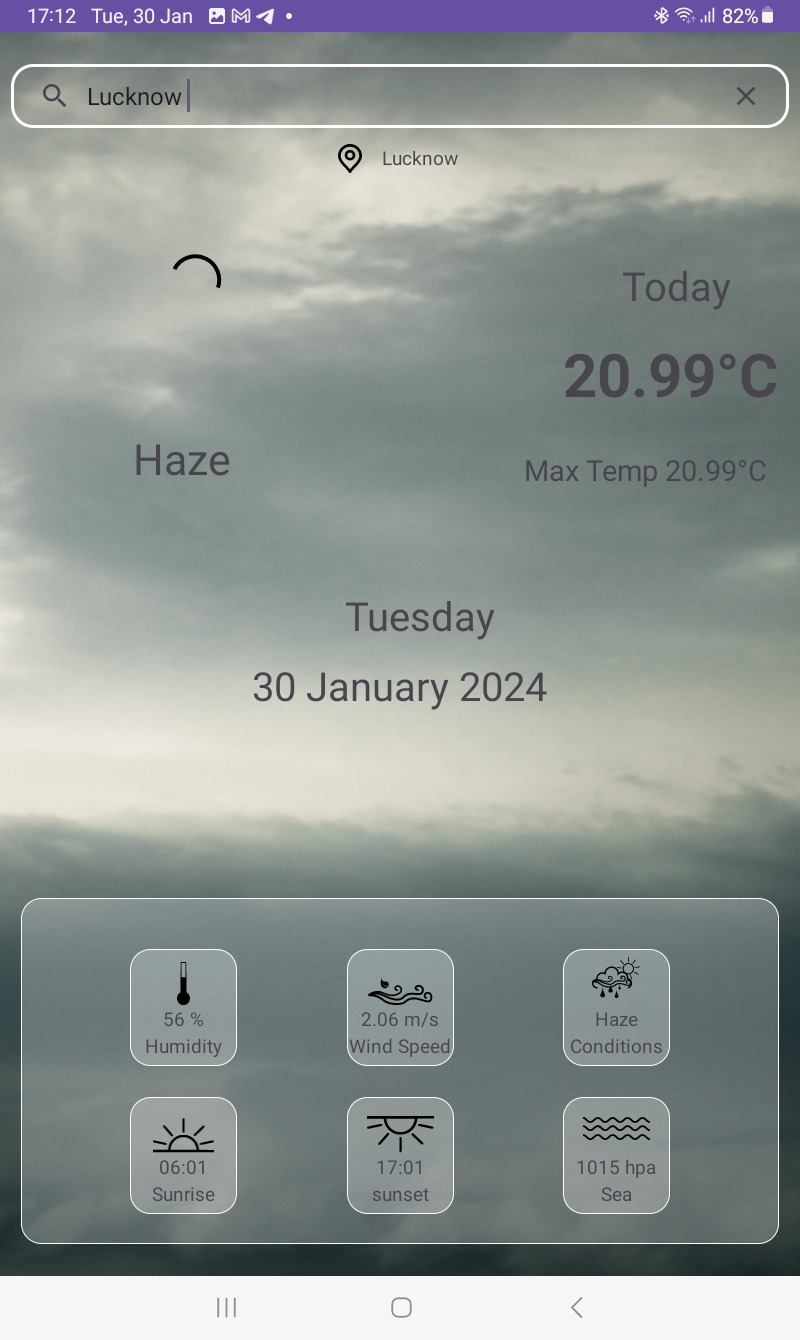 17:12 Tue, 30 Jan 82%
Lucknow
Lucknow
Today
20.99°C
Haze
Max Temp 20.99°C
Tuesday
30 January 2024
56 %
Humidity
2.06 m/s
Wind Speed
Haze
Conditions
06:01
Sunrise
17:01
sunset
1015 hpa
Sea